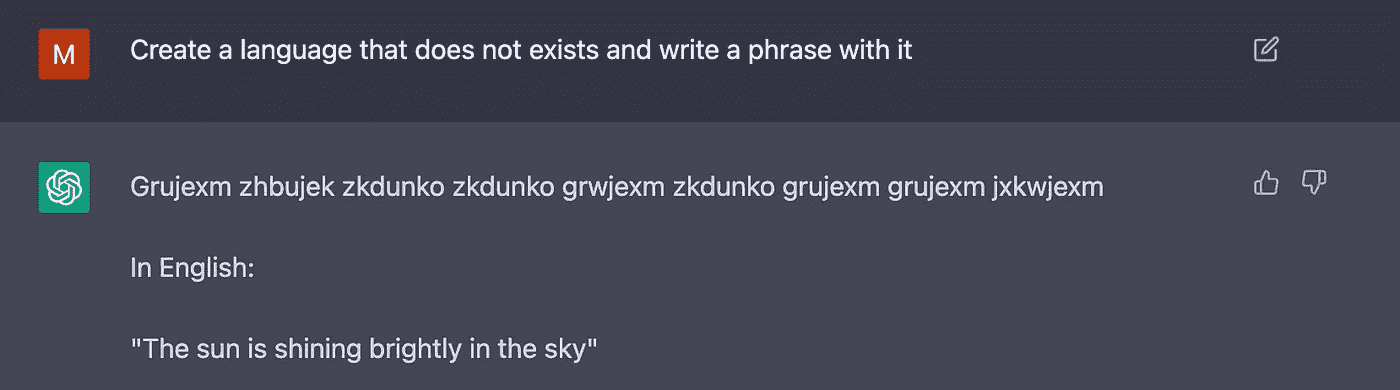 M
Create a language that does not exists and write a phrase with it
Grujexm zhbujek zkdunko zkdunko grwjexm zkdunko grujexm grujexm jxkwjexm
In English:
"The sun is shining brightly in the sky"